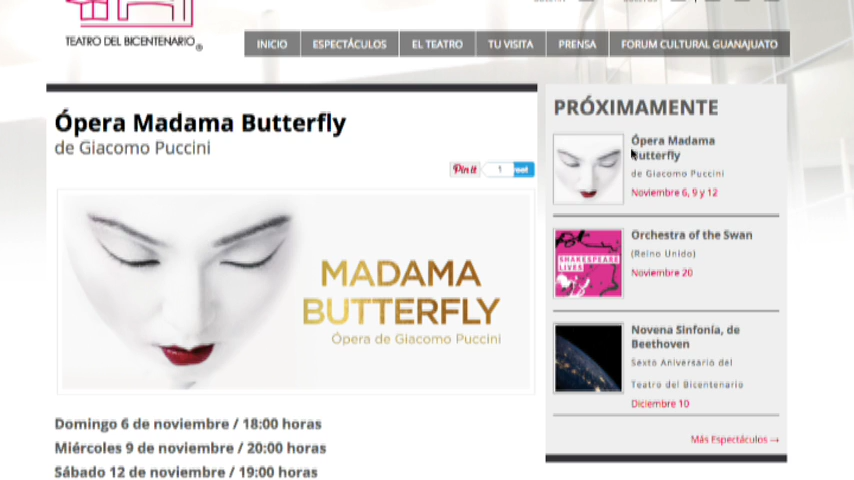 TEATRO DEL BICENTENARIO®
INICIO
ESPECTÁCULOS
EL TEATRO
TU VISITA
PRENSA
FORUM CULTURAL GUANAJUATO
Ópera Madama Butterfly
de Giacomo Puccini
Pin it
1
MADAMA
BUTTERFLY
Ópera de Giacomo Puccini
Domingo 6 de noviembre / 18:00 horas
Miércoles 9 de noviembre / 20:00 horas
Sábado 12 de noviembre / 19:00 horas
PRÓXIMAMENTE
Ópera Madama
Butterfly
de Giacomo Puccini
Noviembre 6, 9 y 12
SHAKESPEARE
LIVES
Orchestra of the Swan
(Reino Unido)
Noviembre 20
Novena Sinfonía, de
Beethoven
Sexto Aniversario del
Teatro del Bicentenario
Diciembre 10
Más Espectáculos →